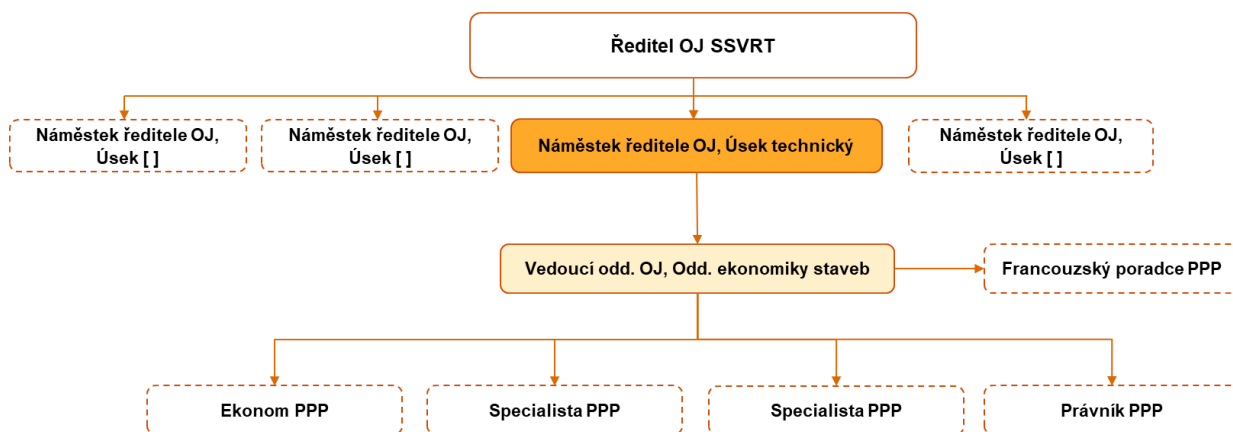 Ředitel OJ SSVRT
Náměstek ředitele OJ,
Úsek [ ]
Náměstek ředitele OJ,
Úsek [ ]
Náměstek ředitele OJ, Úsek technický
Náměstek ředitele OJ,
Úsek [ ]
Vedoucí odd. OJ, Odd. ekonomiky staveb
Francouzský poradce PPP
Ekonom PPP
Specialista PPP
Specialista PPP
Právník PPP